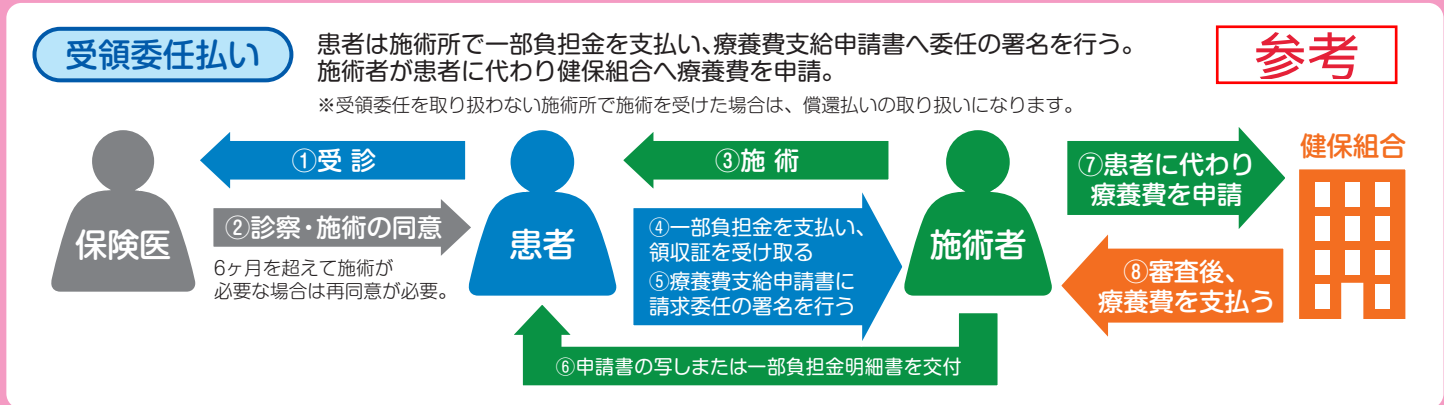 受領委任払い
患者は施術所で一部負担金を支払い、療養費支給申請書へ委任の署名を行う。
施術者が患者に代わり健保組合へ療養費を申請。
※受領委任を取り扱わない施術所で施術を受けた場合は、償還払いの取り扱いになります。
参考
①受 診
保険医
②診察・施術の同意
6ヶ月を超えて施術が
必要な場合は再同意が必要。
患者
③施 術
④一部負担金を支払い、
領収証を受け取る
⑤療養費支給申請書に
請求委任の署名を行う
施術者
⑥申請書の写しまたは一部負担金明細書を交付
⑦患者に代わり
療養費を申請
健保組合
⑧審査後、
療養費を支払う